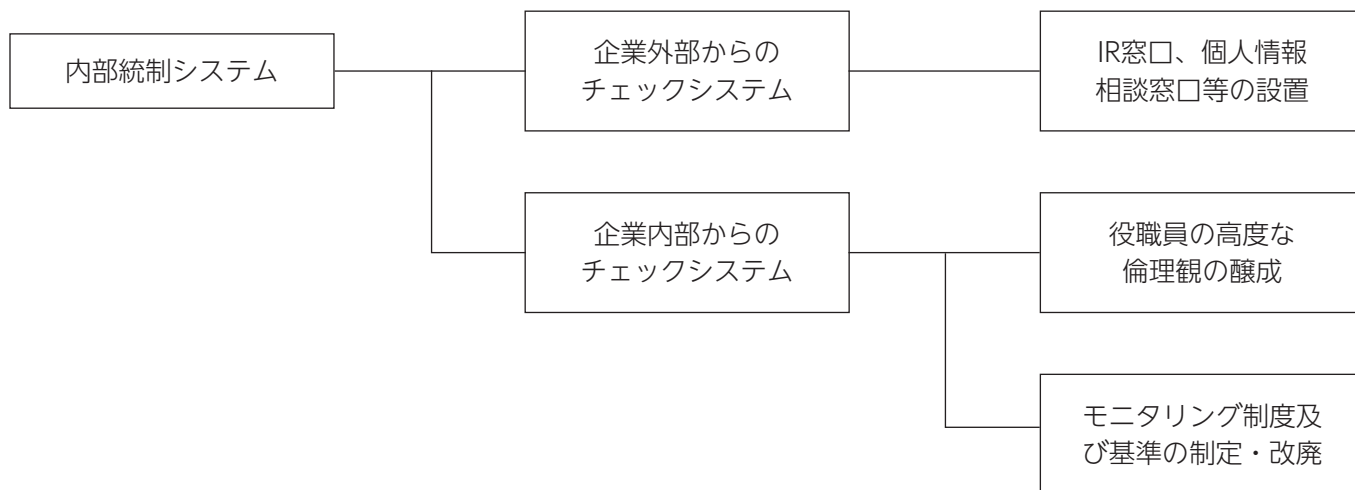 内部統制システム
企業外部からの
チェックシステム
IR窓口、個人情報
相談窓口等の設置
企業内部からの
チェックシステム
役職員の高度な
倫理観の醸成
モニタリング制度及
び基準の制定・改廃